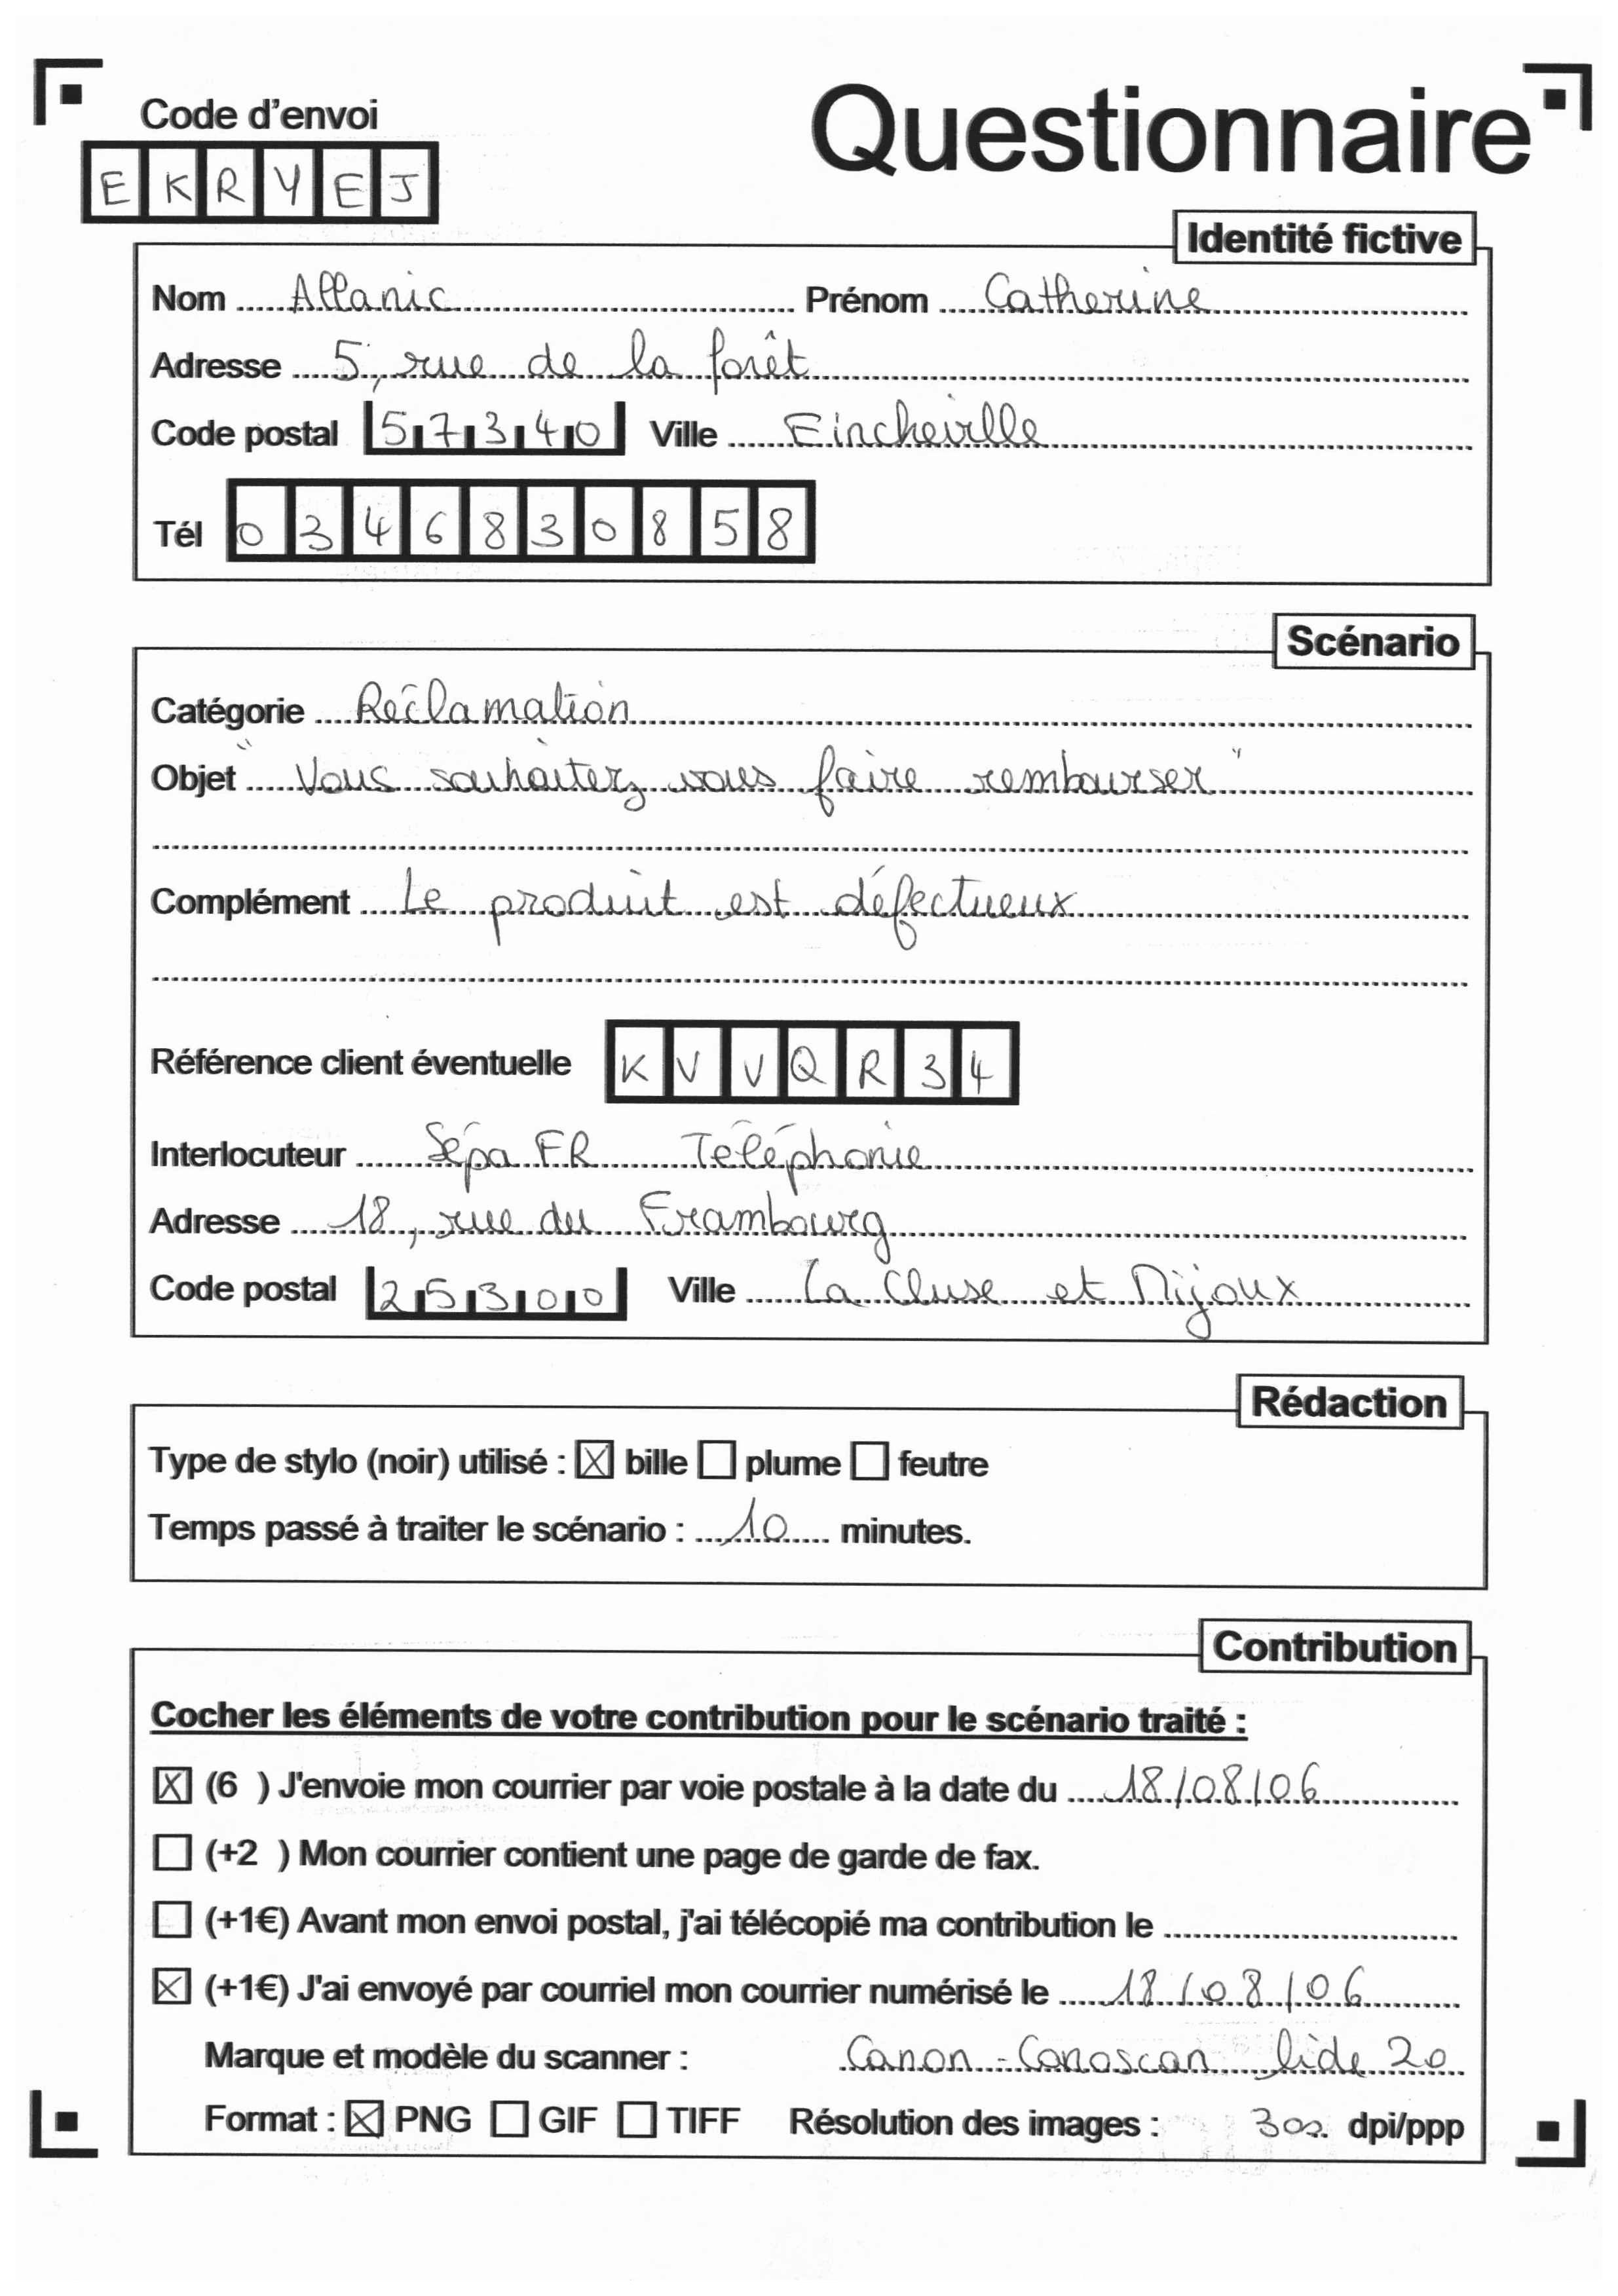 Code d'envoi
Questionnaire
E K R Y E J
Identité fictive
Nom Allanic Prénom Catherine
Adresse 5, rue de la forêt
Code postal 57340 Ville Eincheville
Tél 0346830858
Scénario
Catégorie Réclamation
Objet "Vous souhaitez vous faire rembourser"
Complément Le produit est défectueux
Référence client éventuelle K V V Q R 3 4
Interlocuteur Sépa FR Téléphonie
Adresse 18, rue du Frambourg
Code postal 25300 Ville La Cluse et Mijoux
Rédaction
Type de stylo (noir) utilisé : ☒ bille ☐ plume ☐ feutre
Temps passé à traiter le scénario : 10 minutes.
Contribution
Cocher les éléments de votre contribution pour le scénario traité :
☒ (6 ) J'envoie mon courrier par voie postale à la date du 18/08/06
☐ (+2 ) Mon courrier contient une page de garde de fax.
☐ (+1€) Avant mon envoi postal, j'ai télécopié ma contribution le
☒ (+1€) J'ai envoyé par courriel mon courrier numérisé le 18/08/06
Marque et modèle du scanner : Canon - Canoscan lide 20
Format : ☒ PNG ☐ GIF ☐ TIFF Résolution des images : 300 dpi/ppp